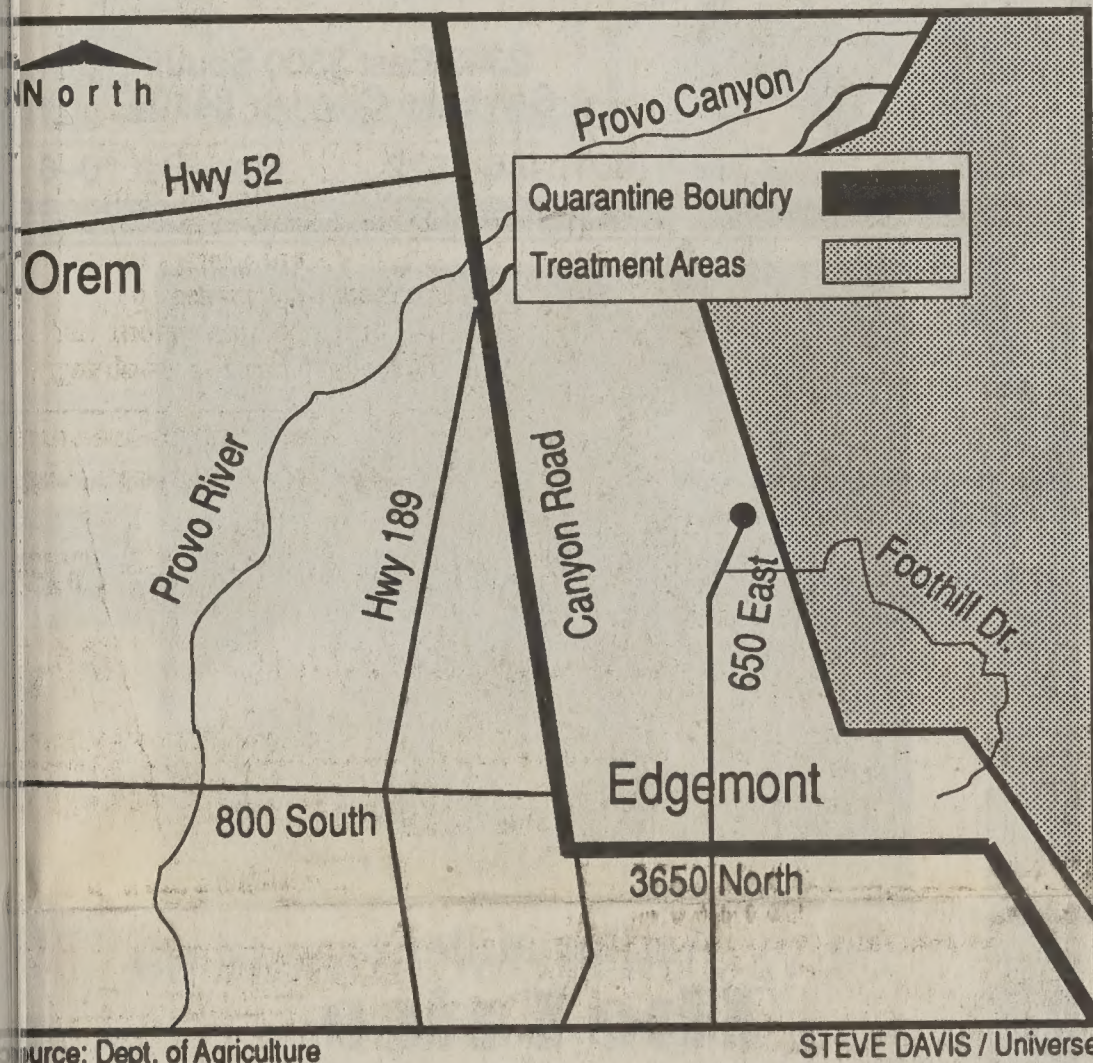 North
Provo Canyon
Hwy 52
Quarantine Boundry
Treatment Areas
Orem
Provo River
Hwy 189
Canyon Road
650 East
Foothill Dr.
Edgemont
800 South
3650 North
Dept. of Agriculture
STEVE DAVIS / Universe